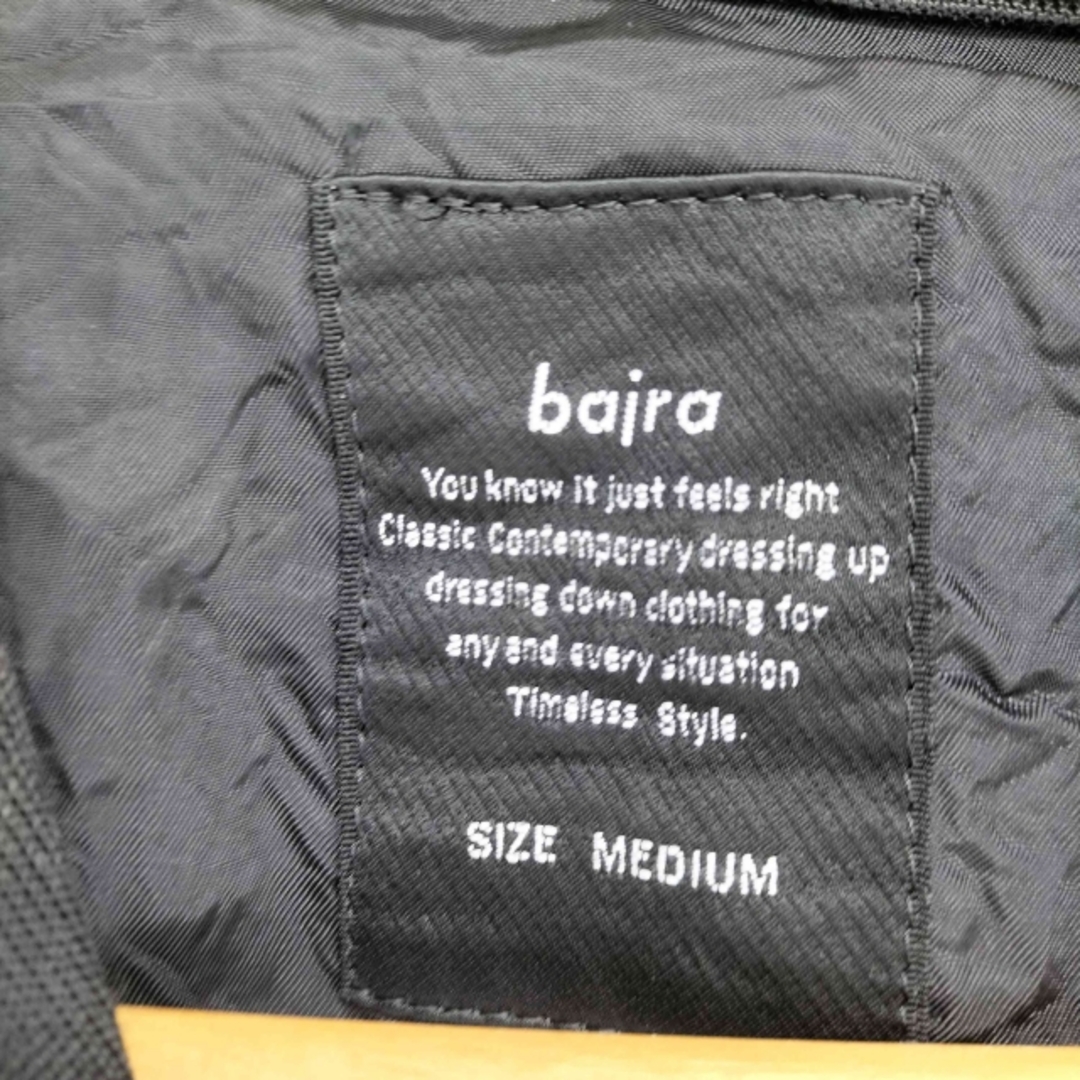 bajra
You know it just feels right
Classic Contemporary dressing up
dressing down clothing for
any and every situation
Timeless Style.
SIZE MEDIUM